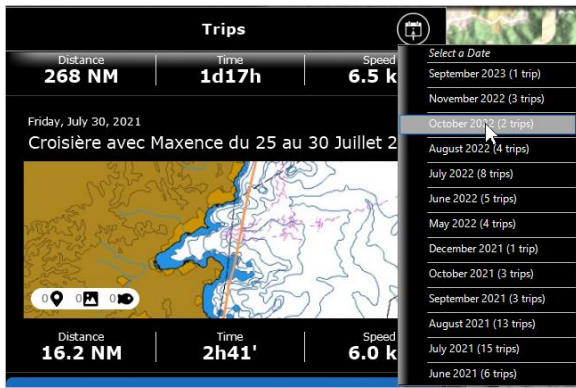 Trips
Distance Time Speed
268 NM 1d17h 6.5 k
Friday, July 30, 2021
Croisière avec Maxence du 25 au 30 Juillet 2
0 0 0
Distance Time Speed
16.2 NM 2h41' 6.0 k
Select a Date
September 2023 (1 trip)
November 2022 (3 trips)
October 2022 (2 trips)
August 2022 (4 trips)
July 2022 (8 trips)
June 2022 (5 trips)
May 2022 (4 trips)
December 2021 (1 trip)
October 2021 (3 trips)
September 2021 (3 trips)
August 2021 (13 trips)
July 2021 (15 trips)
June 2021 (6 trips)